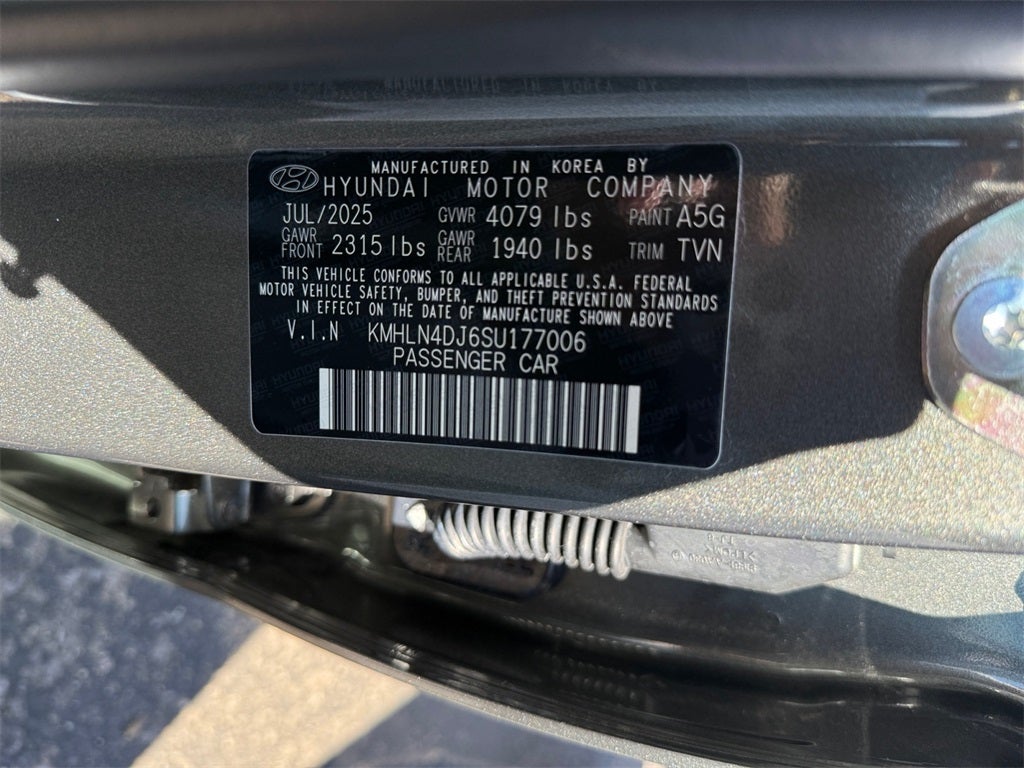 MANUFACTURED IN KOREA BY
HYUNDAI MOTOR COMPANY
JUL/2025 GVWR 4079 lbs PAINT A5G
GAWR FRONT 2315 lbs GAWR REAR 1940 lbs TRIM TVN
THIS VEHICLE CONFORMS TO ALL APPLICABLE U.S.A. FEDERAL
MOTOR VEHICLE SAFETY, BUMPER, AND THEFT PREVENTION STANDARDS
IN EFFECT ON THE DATE OF MANUFACTURE SHOWN ABOVE
V.I.N KMHLN4DJ6SU177006
PASSENGER CAR